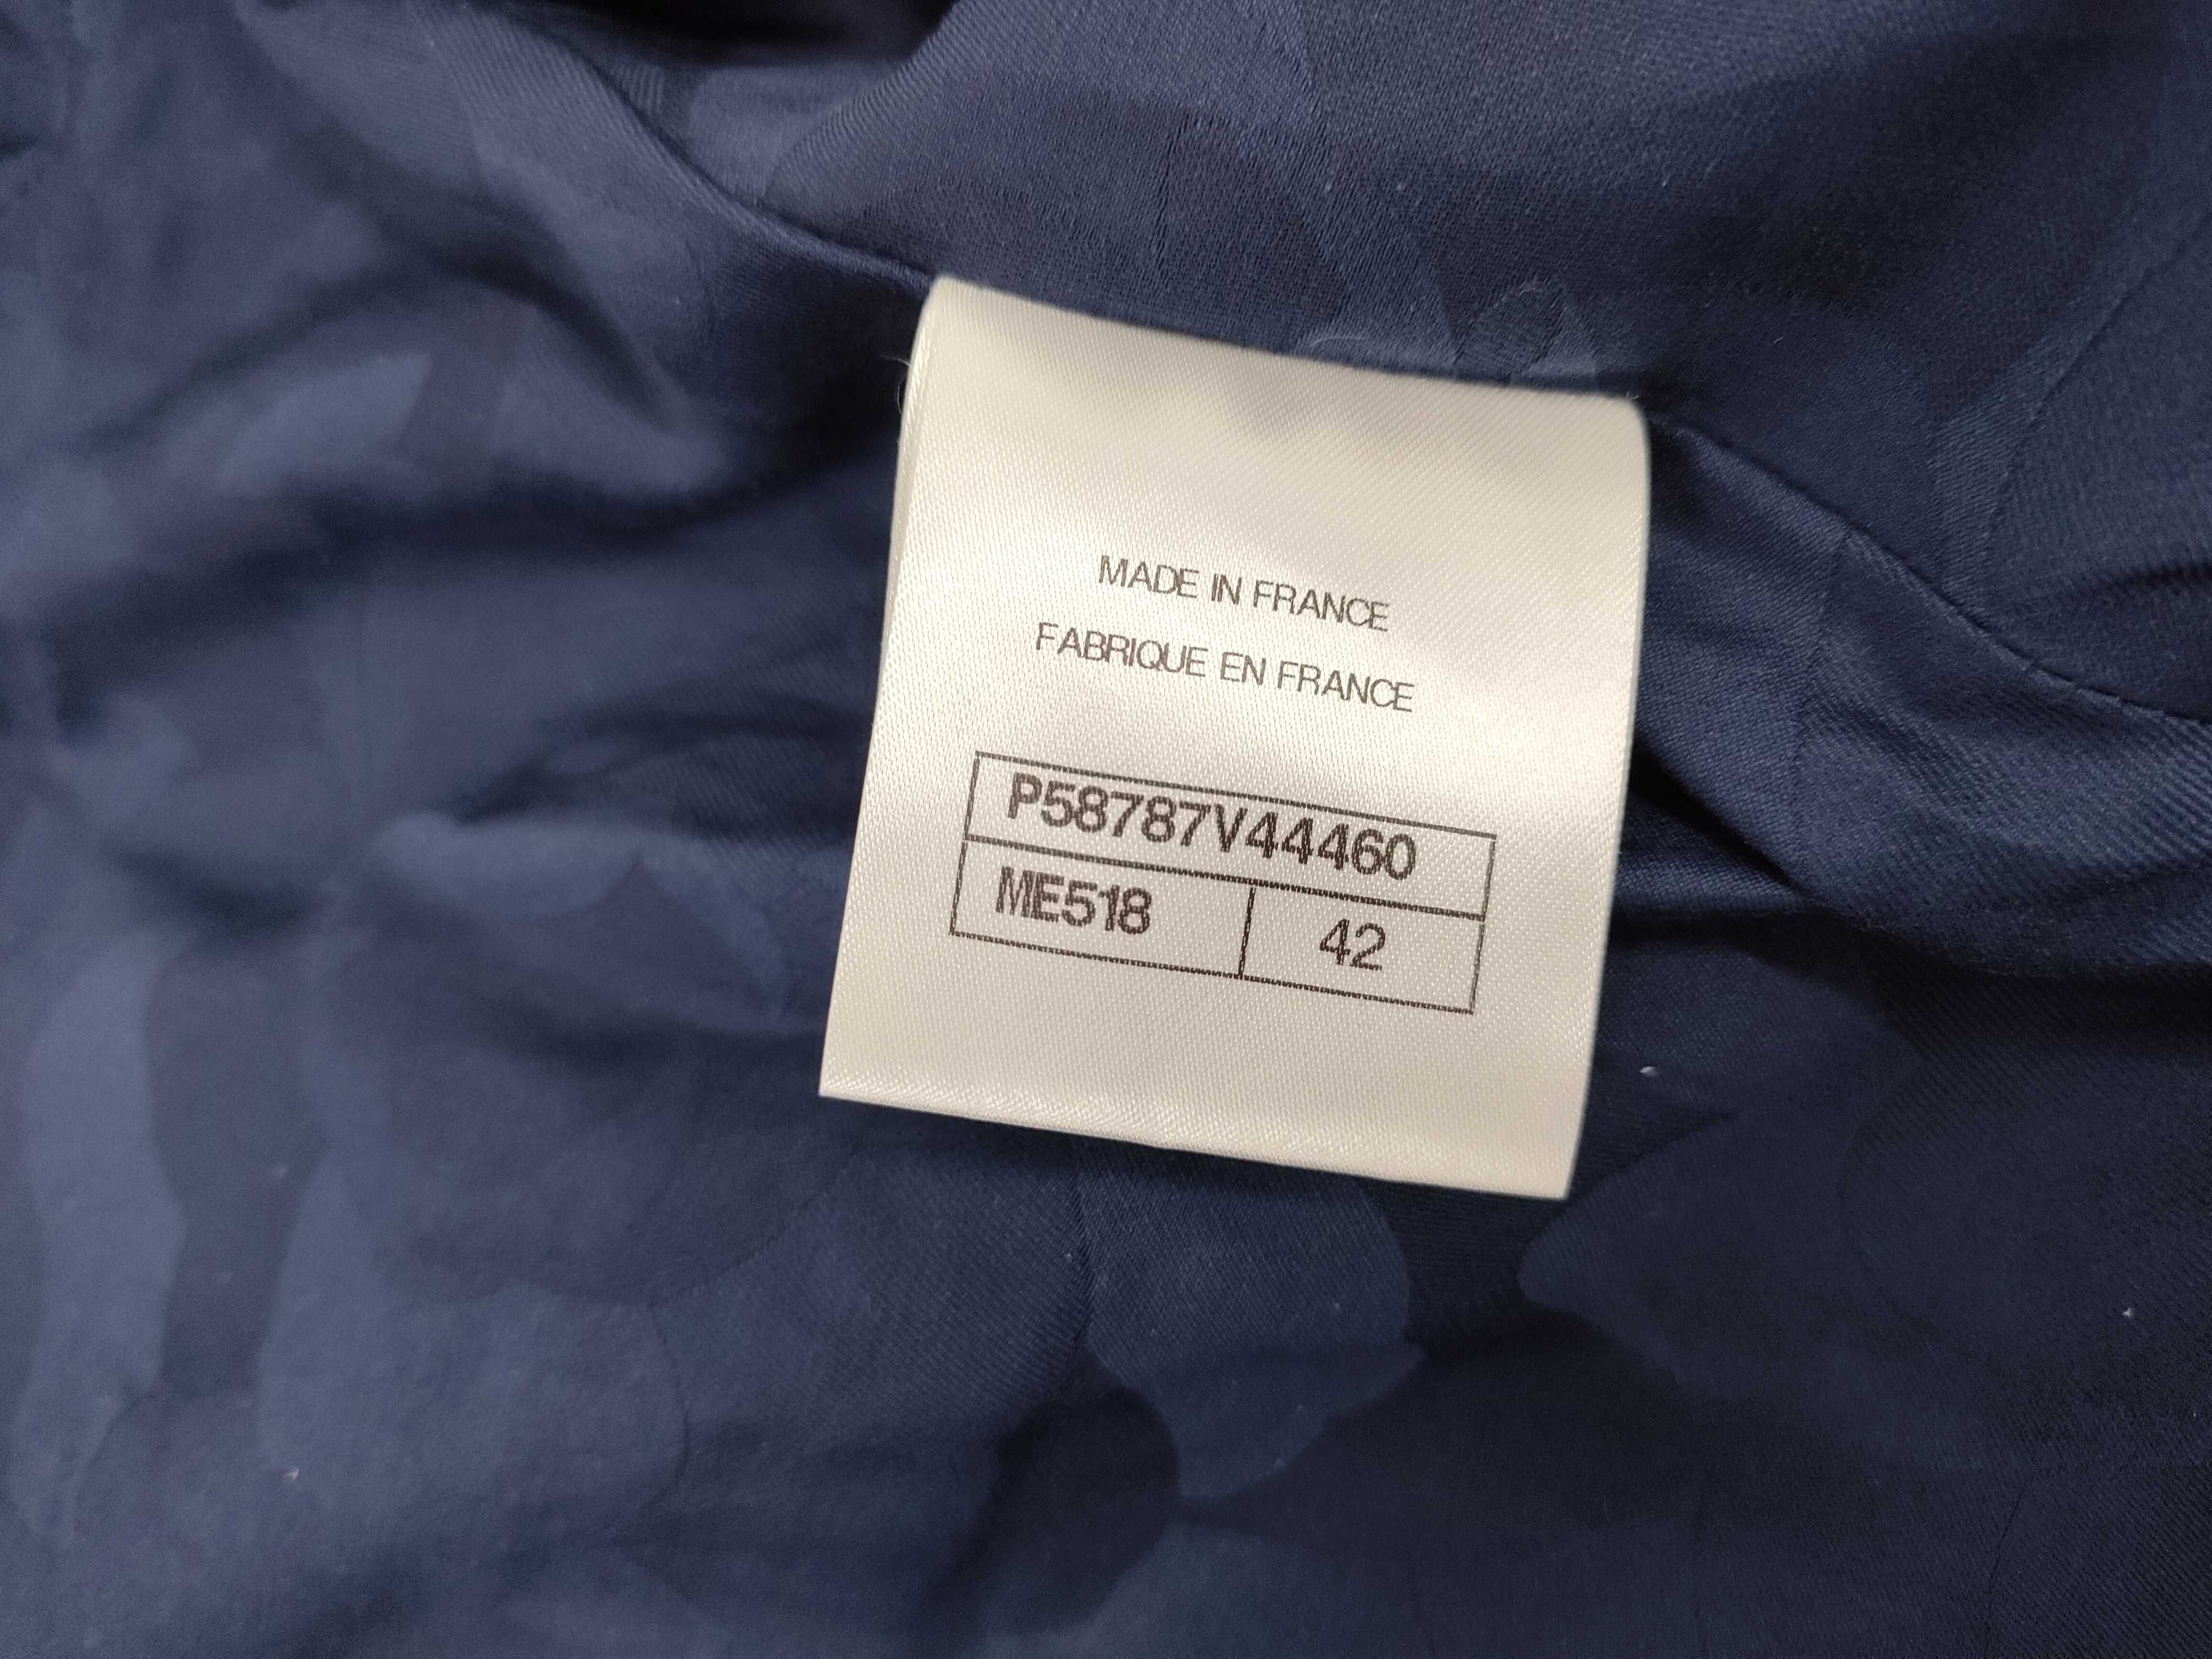 MADE IN FRANCE
FABRIQUE EN FRANCE
P58787V44460
ME518 42